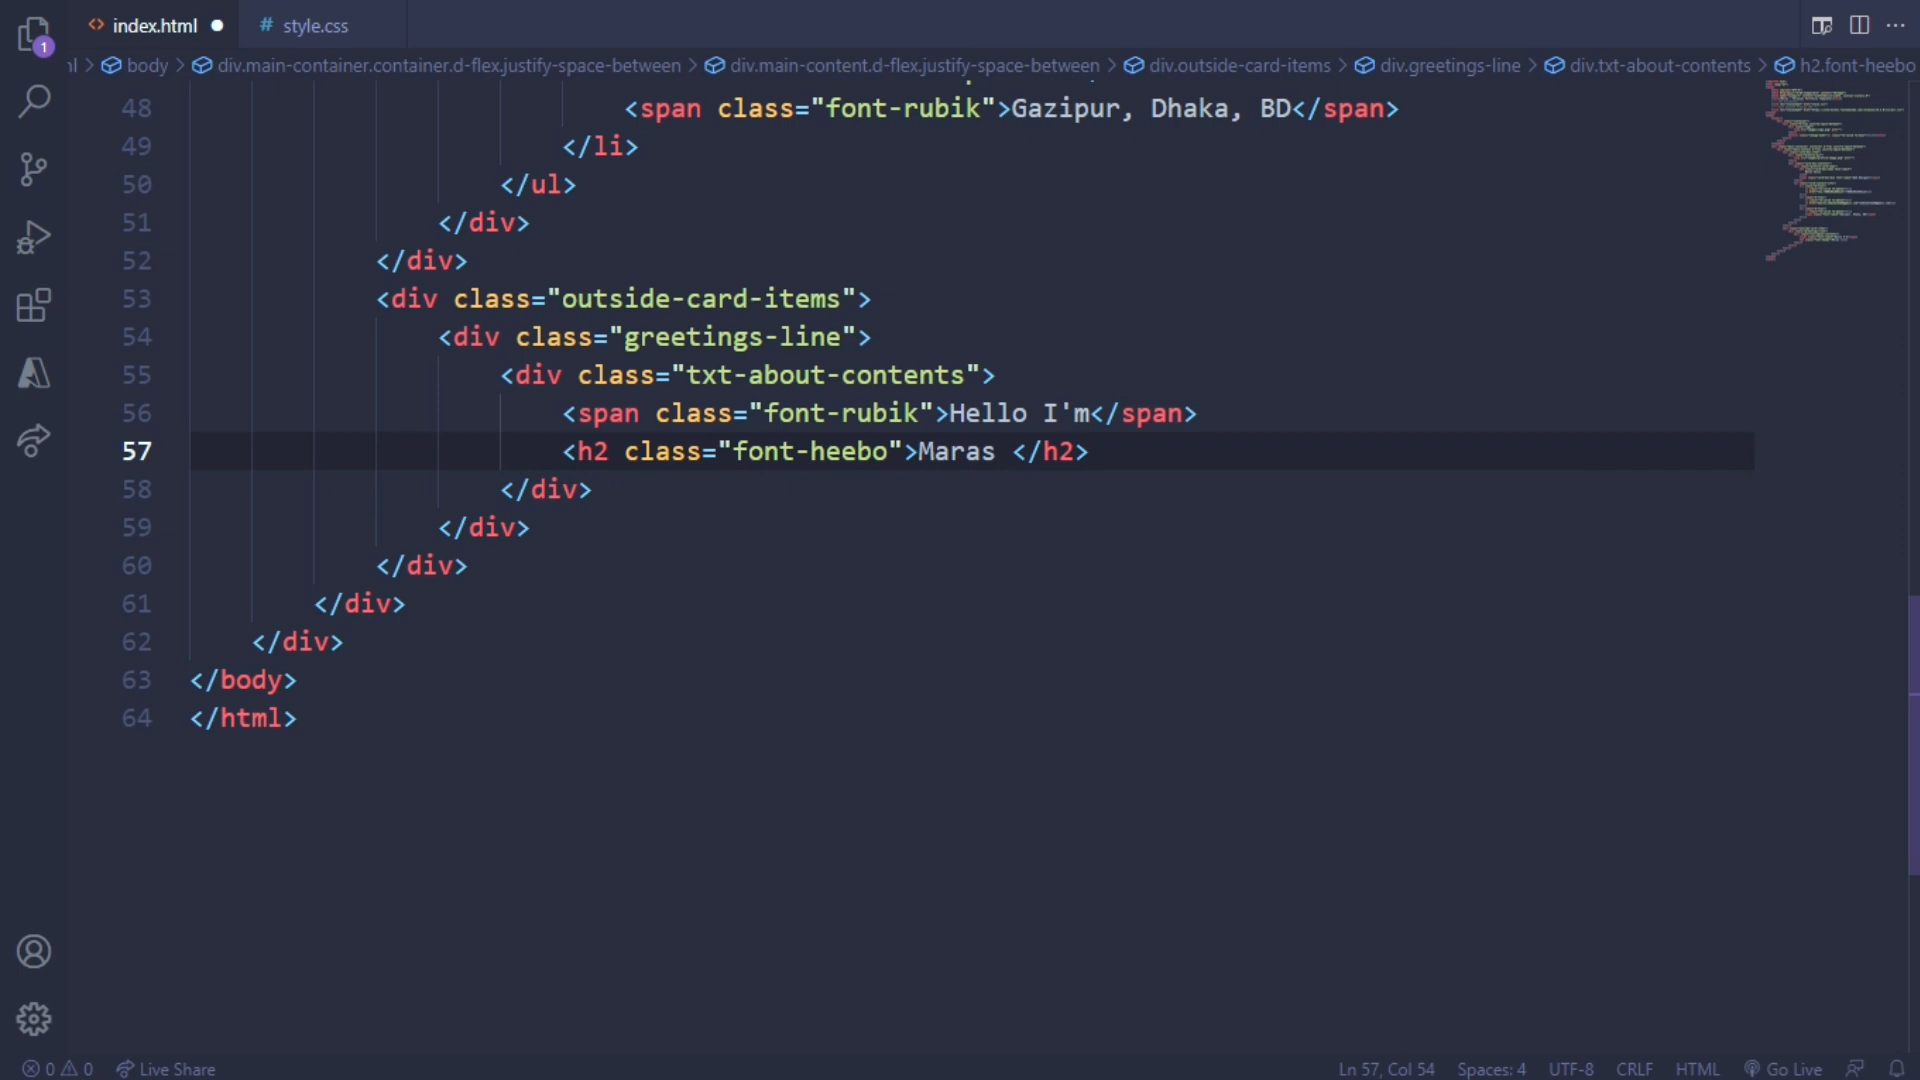 1
index.html
# style.css
nl > body > div.main-container.container.d-flex.justify-space-between > div.main-content.d-flex.justify-space-between > div.outside-card-items > div.greetings-line > div.txt-about-contents > h2.font-heebo
48 <span class="font-rubik">Gazipur, Dhaka, BD</span>
49 </li>
50 </ul>
51 </div>
52 </div>
53 <div class="outside-card-items">
54 <div class="greetings-line">
55 <div class="txt-about-contents">
56 <span class="font-rubik">Hello I'm</span>
57 <h2 class="font-heebo">Maras </h2>
58 </div>
59 </div>
60 </div>
61 </div>
62 </div>
63 </body>
64 </html>
0 0 Live Share Ln 57, Col 54 Spaces: 4 UTF-8 CRLF HTML Go Live